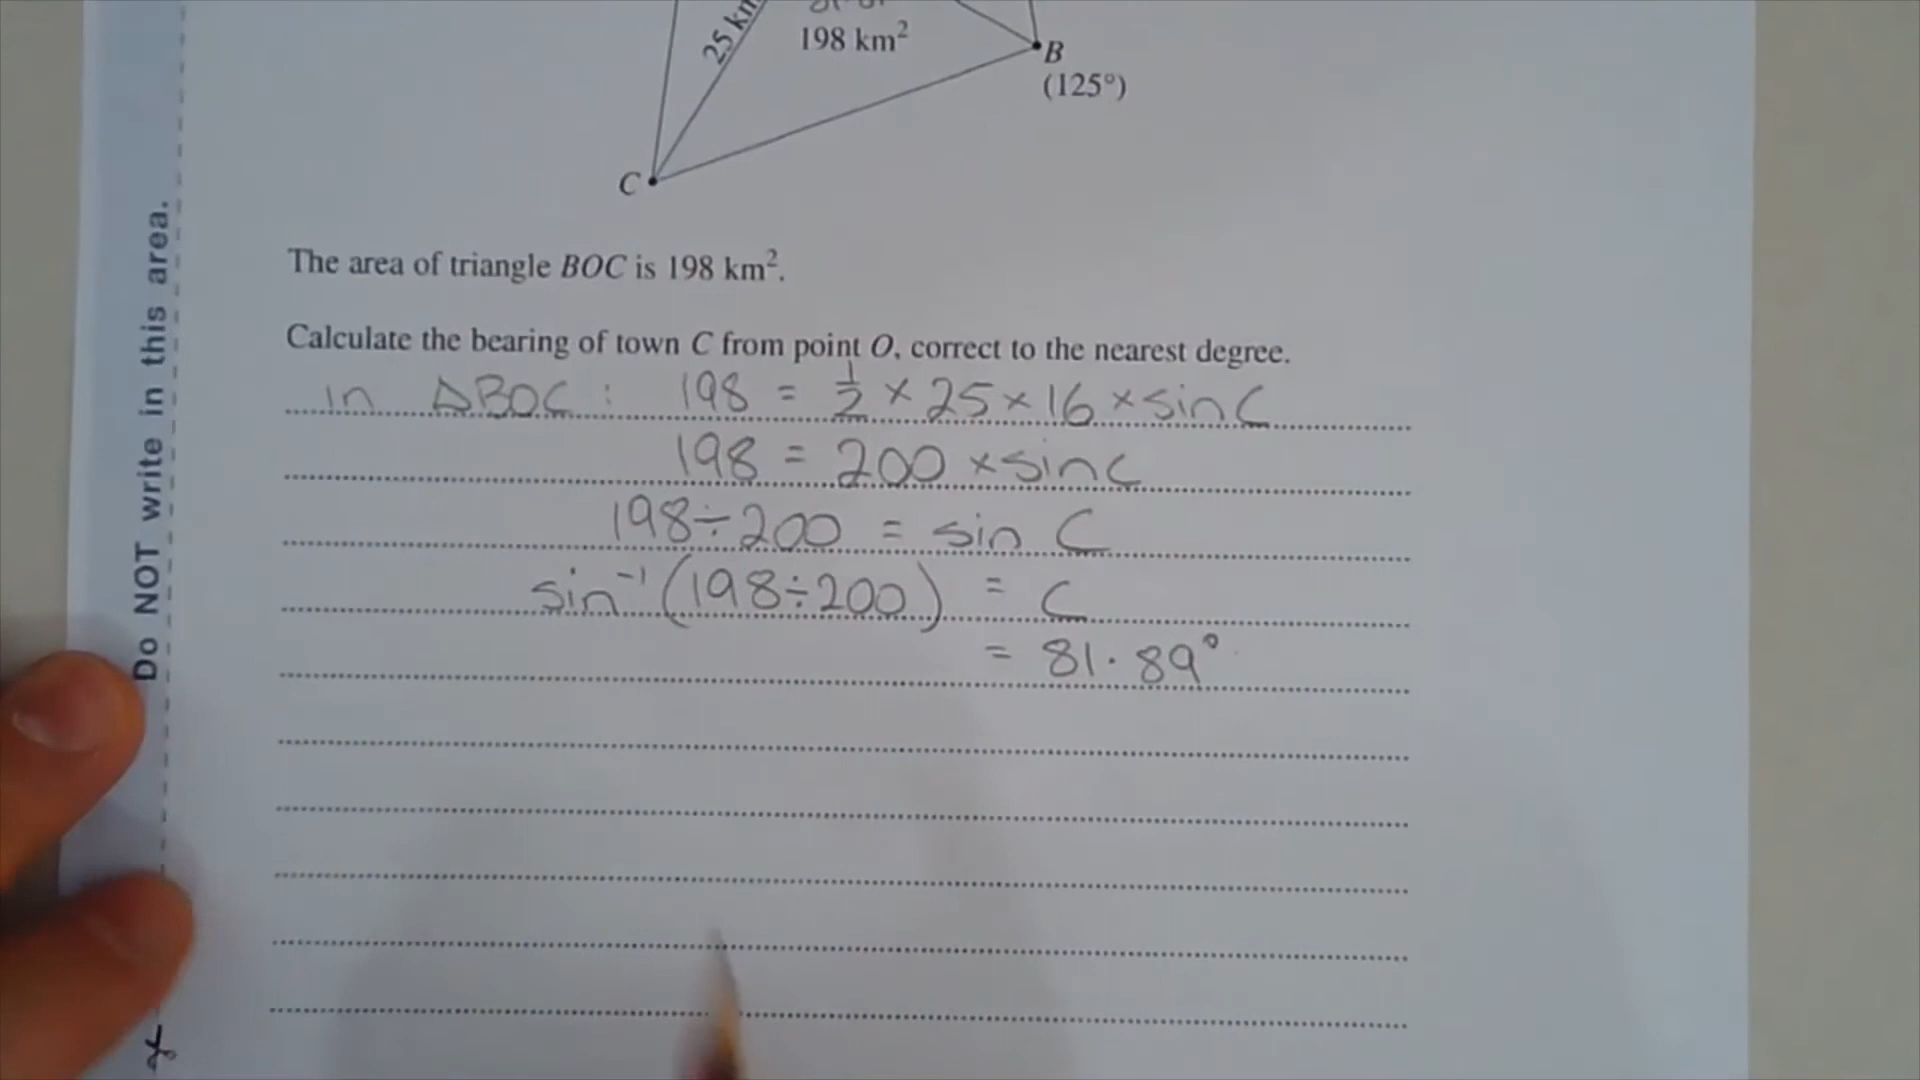 25 km
198 km²
B
(125°)
C
The area of triangle BOC is 198 km².
Calculate the bearing of town C from point O, correct to the nearest degree.
in △BOC: 198 = 1/2 × 25 × 16 × sin C
198 = 200 × sin C
198 ÷ 200 = sin C
sin⁻¹(198 ÷ 200) = C
= 81.89°
Do NOT write in this area.